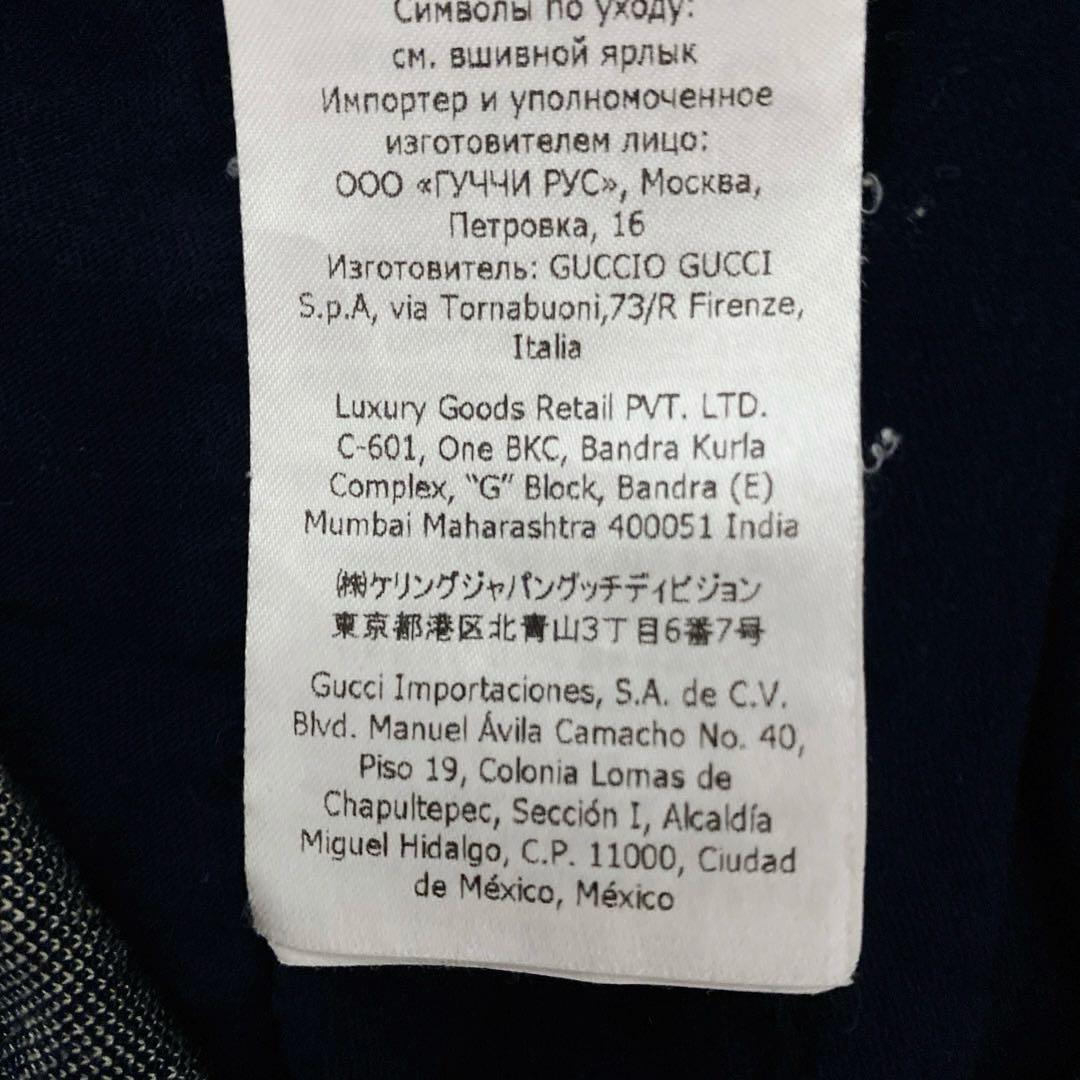 Символы по уходу:
см. вшивной ярлык
Импортер и уполномоченное
изготовителем лицо:
ООО «ГУЧЧИ РУС», Москва,
Петровка, 16
Изготовитель: GUCCIO GUCCI
S.p.A, via Tornabuoni,73/R Firenze,
Italia
Luxury Goods Retail PVT. LTD.
C-601, One BKC, Bandra Kurla
Complex, “G” Block, Bandra (E)
Mumbai Maharashtra 400051 India
㈱ケリングジャパングッチディビジョン
東京都港区北青山3丁目6番7号
Gucci Importaciones, S.A. de C.V.
Blvd. Manuel Ávila Camacho No. 40,
Piso 19, Colonia Lomas de
Chapultepec, Sección I, Alcaldía
Miguel Hidalgo, C.P. 11000, Ciudad
de México, México